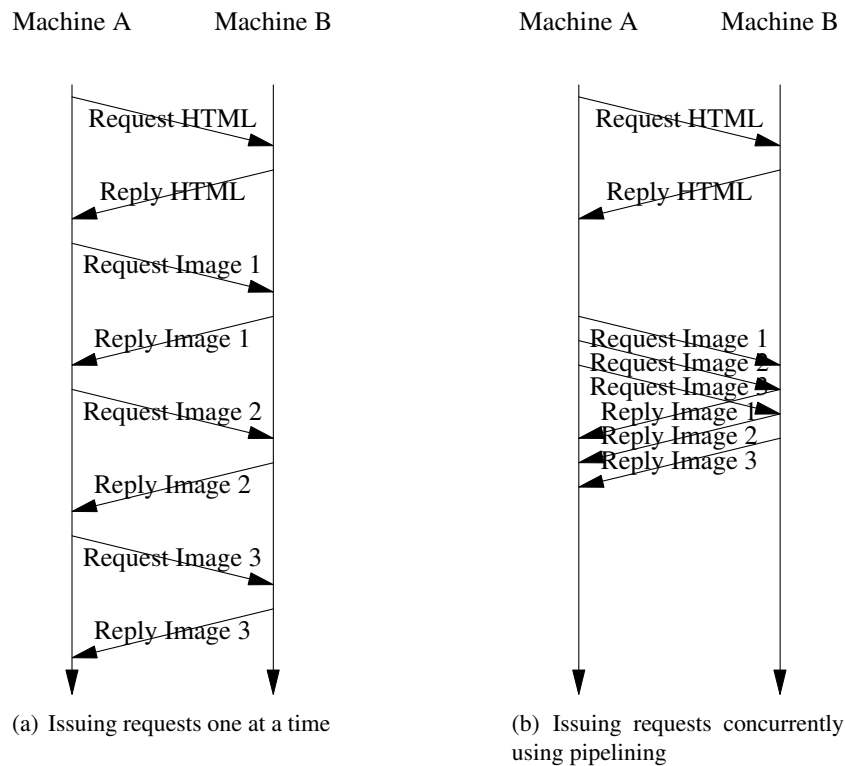 Machine A
Machine B
Request HTML
Reply HTML
Request Image 1
Reply Image 1
Request Image 2
Reply Image 2
Request Image 3
Reply Image 3
(a) Issuing requests one at a time
Machine A
Machine B
Request HTML
Reply HTML
Request Image 1
Request Image 2
Request Image 3
Reply Image 1
Reply Image 2
Reply Image 3
(b) Issuing requests concurrently
using pipelining